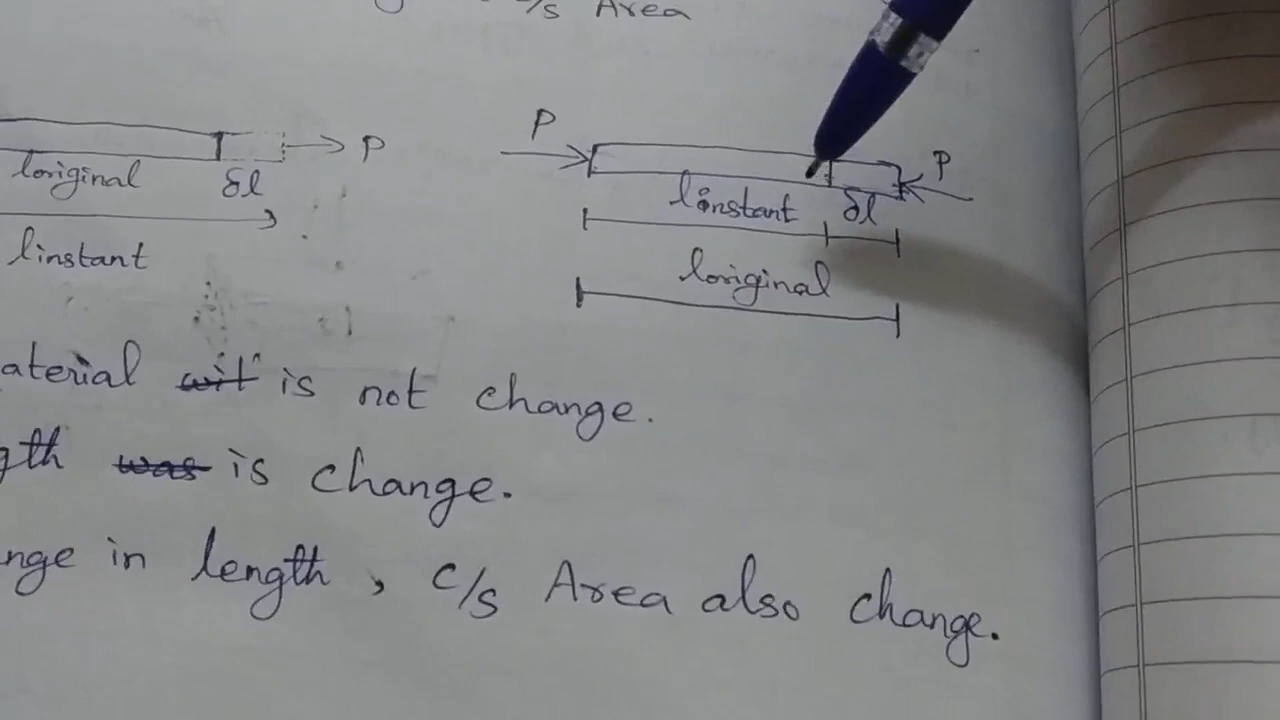 c/s Area
P
P
P
loriginal
δl
linstant
δl
linstant
loriginal
aterial wit is not change.
gth was is change.
nge in length, c/s Area also change.